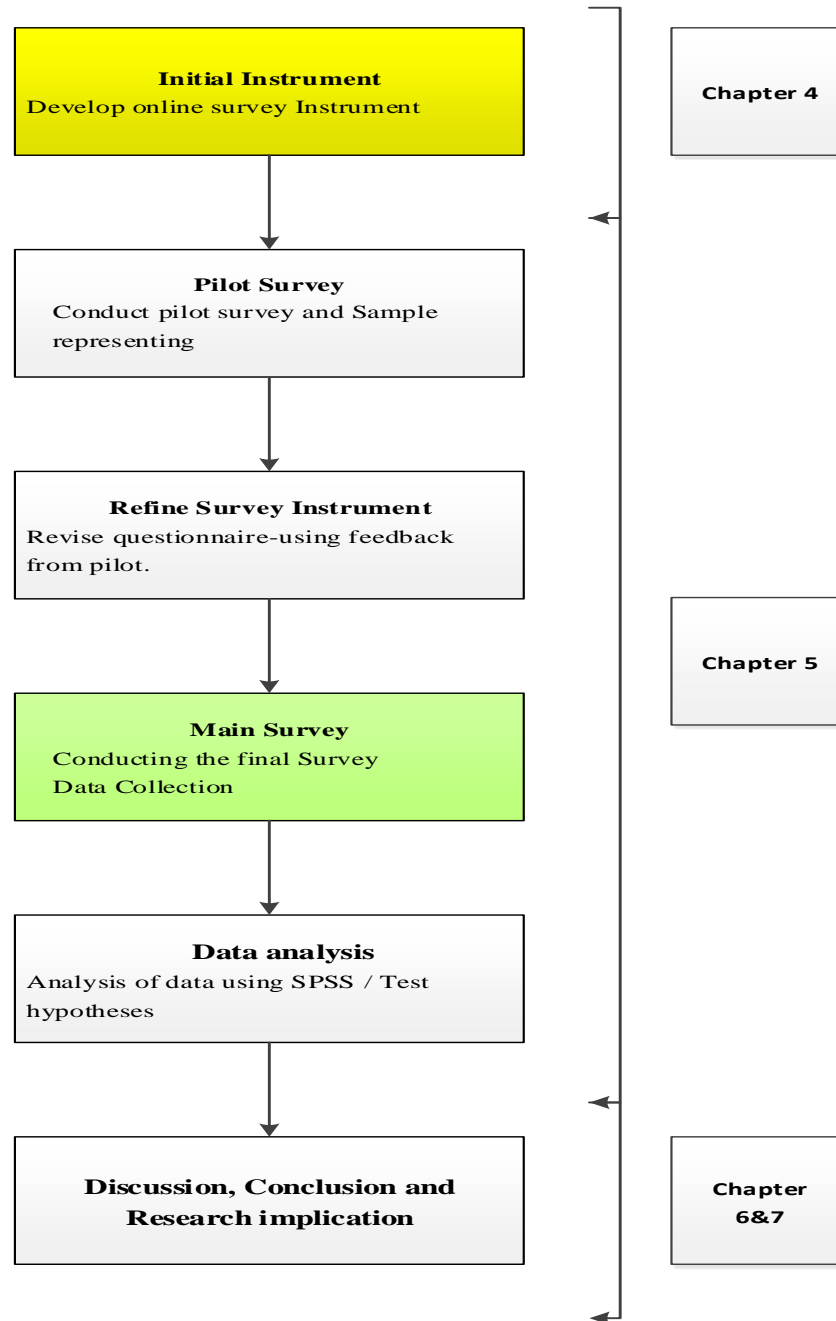 Initial Instrument
Develop online survey Instrument
Chapter 4
Pilot Survey
Conduct pilot survey and Sample
representing
Refine Survey Instrument
Revise questionnaire-using feedback
from pilot.
Chapter 5
Main Survey
Conducting the final Survey
Data Collection
Data analysis
Analysis of data using SPSS / Test
hypotheses
Discussion, Conclusion and
Research implication
Chapter
6&7